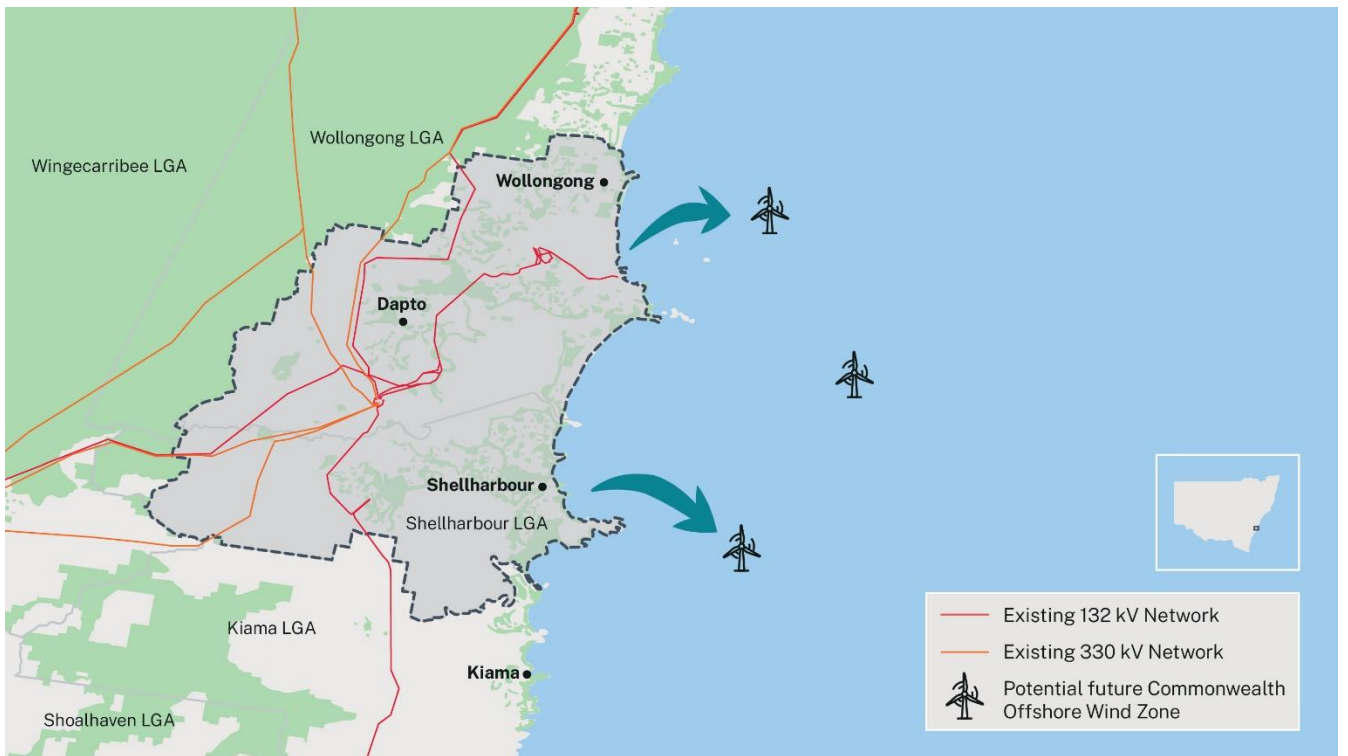 Wollongong LGA
Wingecarribee LGA
Wollongong
Dapto
Shellharbour
Shellharbour LGA
Kiama LGA
Kiama
Shoalhaven LGA
Existing 132 kV Network
Existing 330 kV Network
Potential future Commonwealth
Offshore Wind Zone